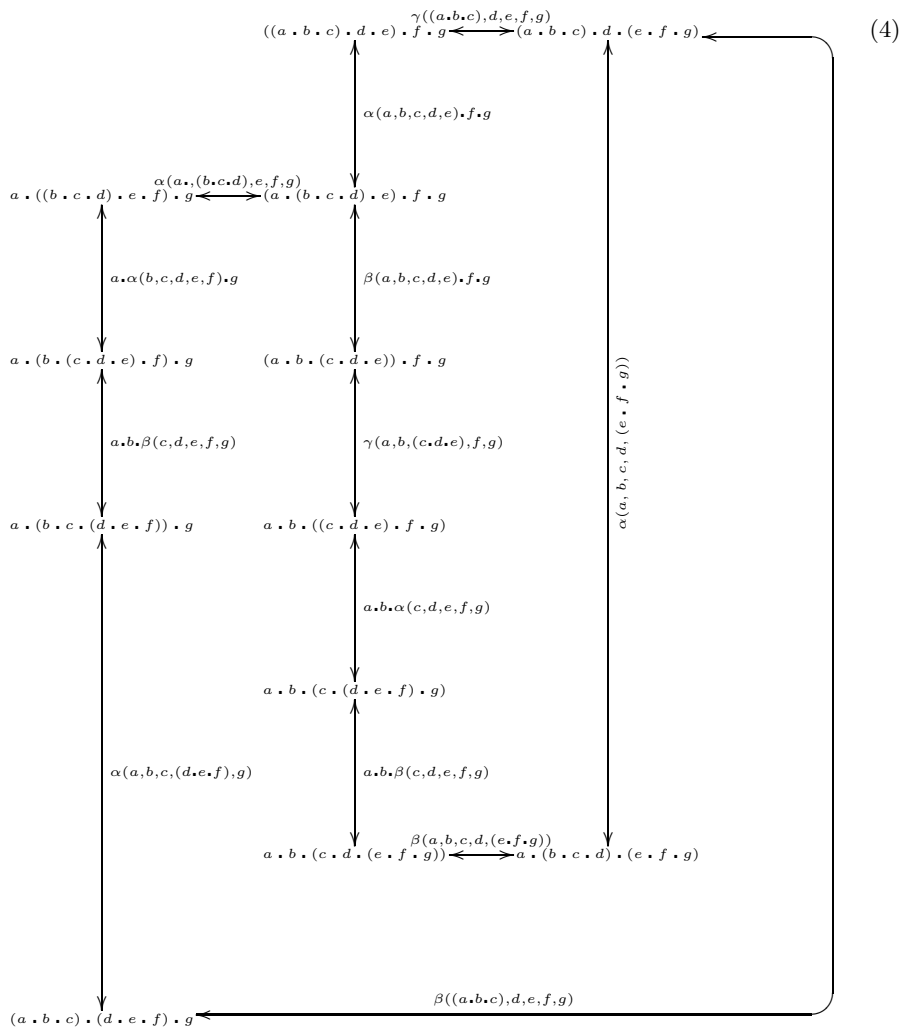 γ((a.b.c),d,e,f,g)
((a . b . c) . d . e) . f . g (a . b . c) . d . (e . f . g) (4)
α(a,b,c,d,e).f.g
α(a.,(b.c.d),e,f,g)
a . ((b . c . d) . e . f) . g (a . (b . c . d) . e) . f . g
a.α(b,c,d,e,f).g β(a,b,c,d,e).f.g
a . (b . (c . d . e) . f) . g (a . b . (c . d . e)) . f . g
α(a, b, c, d, (e . f . g))
a.b.β(c,d,e,f,g) γ(a,b,(c.d.e),f,g)
a . (b . c . (d . e . f)) . g a . b . ((c . d . e) . f . g)
a.b.α(c,d,e,f,g)
a . b . (c . (d . e . f) . g)
α(a,b,c,(d.e.f),g) a.b.β(c,d,e,f,g)
β(a,b,c,d,(e.f.g))
a . b . (c . d . (e . f . g)) a . (b . c . d) . (e . f . g)
β((a.b.c),d,e,f,g)
(a . b . c) . (d . e . f) . g